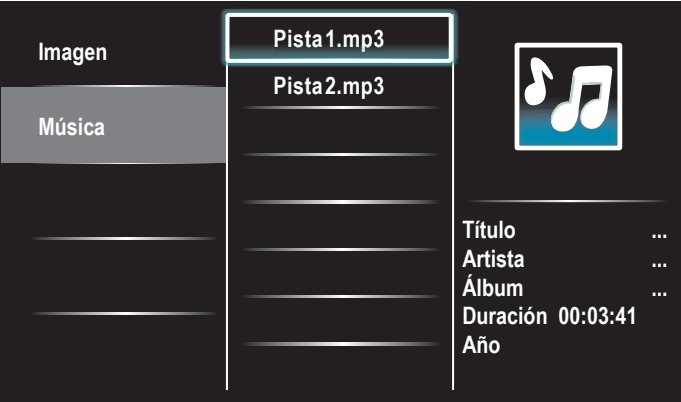 Imagen
Música
Pista1.mp3
Pista2.mp3
Título ...
Artista ...
Álbum ...
Duración 00:03:41
Año